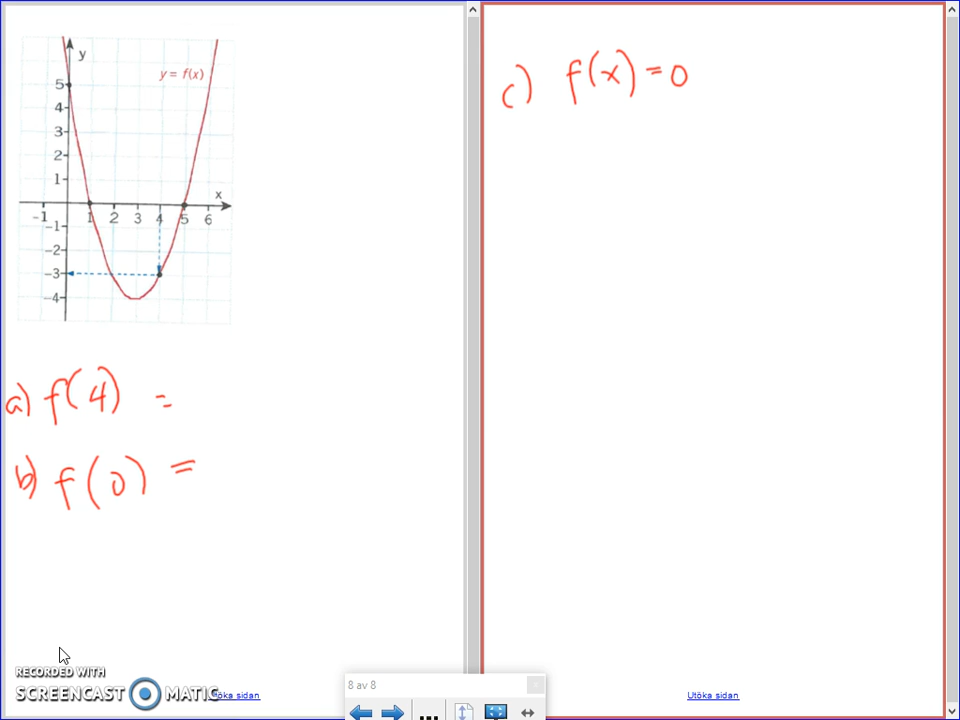 y
y = f(x)
5
4
3
2
1
x
-1 1 2 3 4 5 6
-1
-2
-3
-4
a) f(4) =
b) f(0) =
c) f(x) = 0
RECORDED WITH
SCREENCAST MATIC
Utöka sidan
8 av 8
...
Utöka sidan